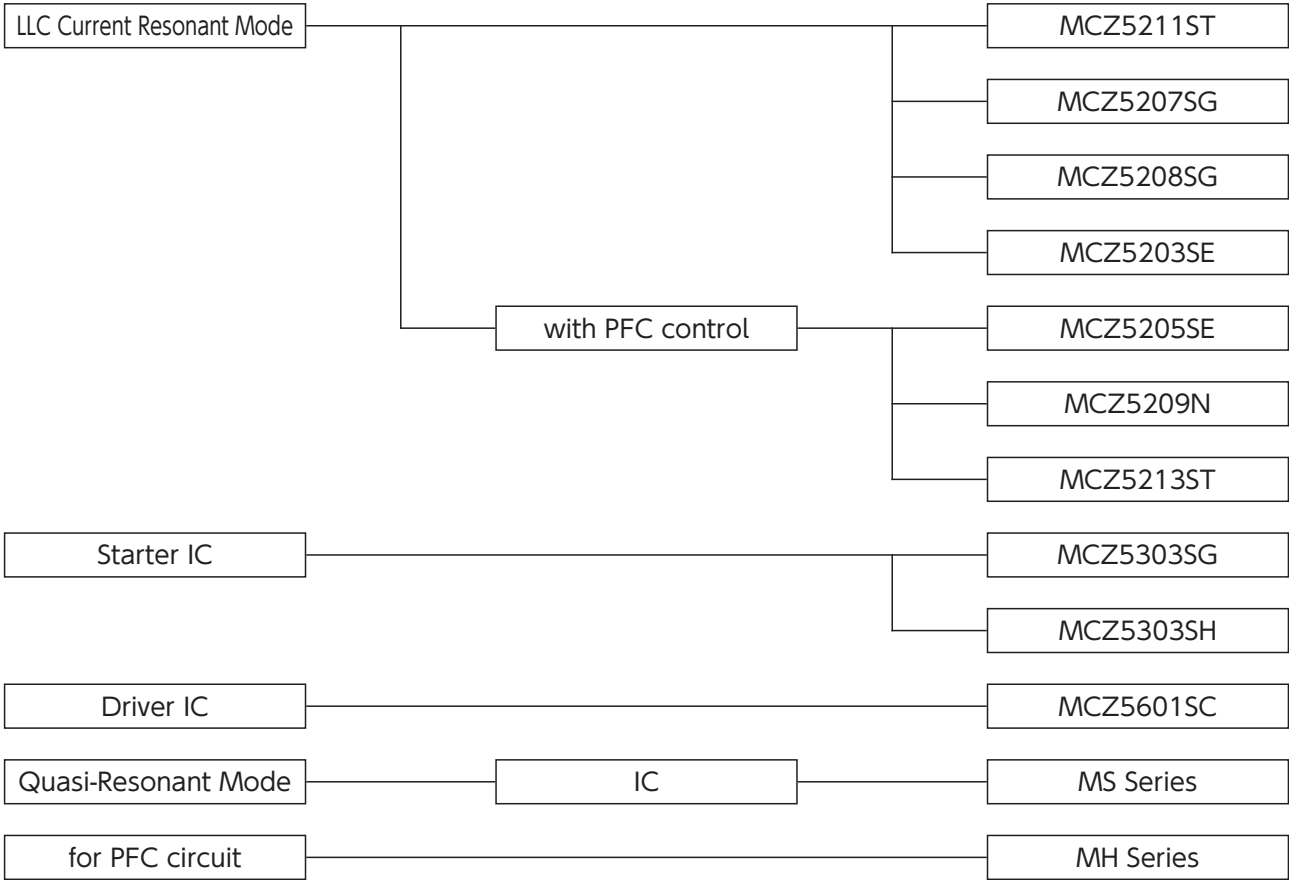 LLC Current Resonant Mode
MCZ5211ST
MCZ5207SG
MCZ5208SG
MCZ5203SE
with PFC control
MCZ5205SE
MCZ5209N
MCZ5213ST
Starter IC
MCZ5303SG
MCZ5303SH
Driver IC
MCZ5601SC
Quasi-Resonant Mode
IC
MS Series
for PFC circuit
MH Series